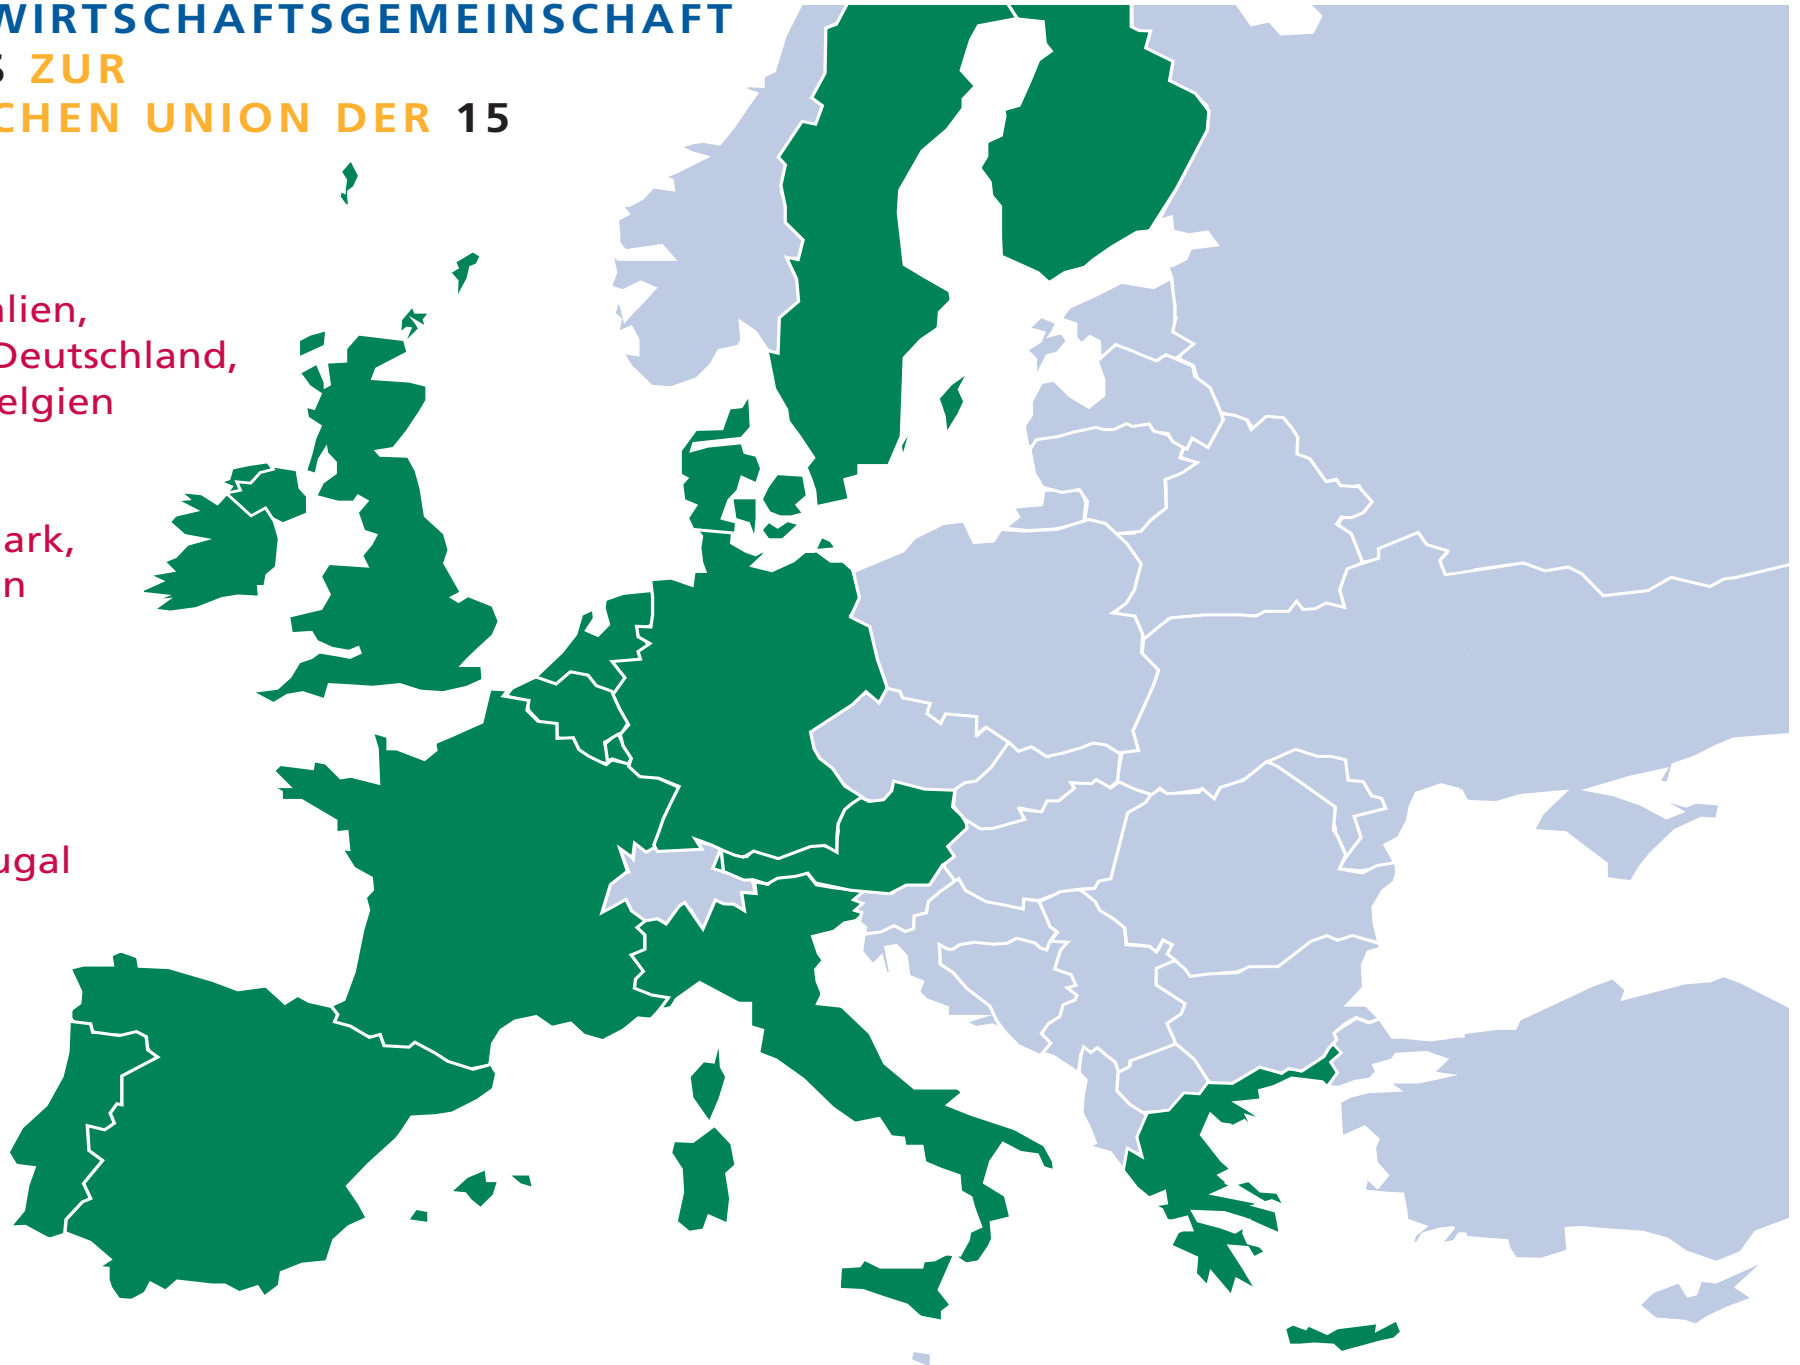 WIRTSCHAFTSGEMEINSCHAFT
ZUR
CHEN UNION DER 15
lien,
Deutschland,
elgien
ark,
n
ugal